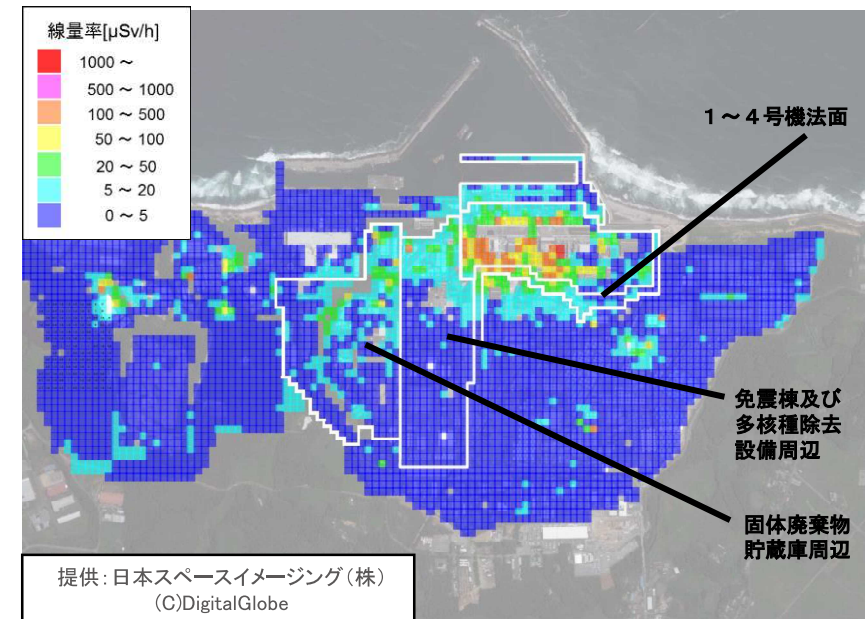 線量率[μSv/h]
1000 ～
500 ～ 1000
100 ～ 500
50 ～ 100
20 ～ 50
5 ～ 20
0 ～ 5
１～４号機法面
免震棟及び
多核種除去
設備周辺
固体廃棄物
貯蔵庫周辺
提供：日本スペースイメージング（株）
(C)DigitalGlobe